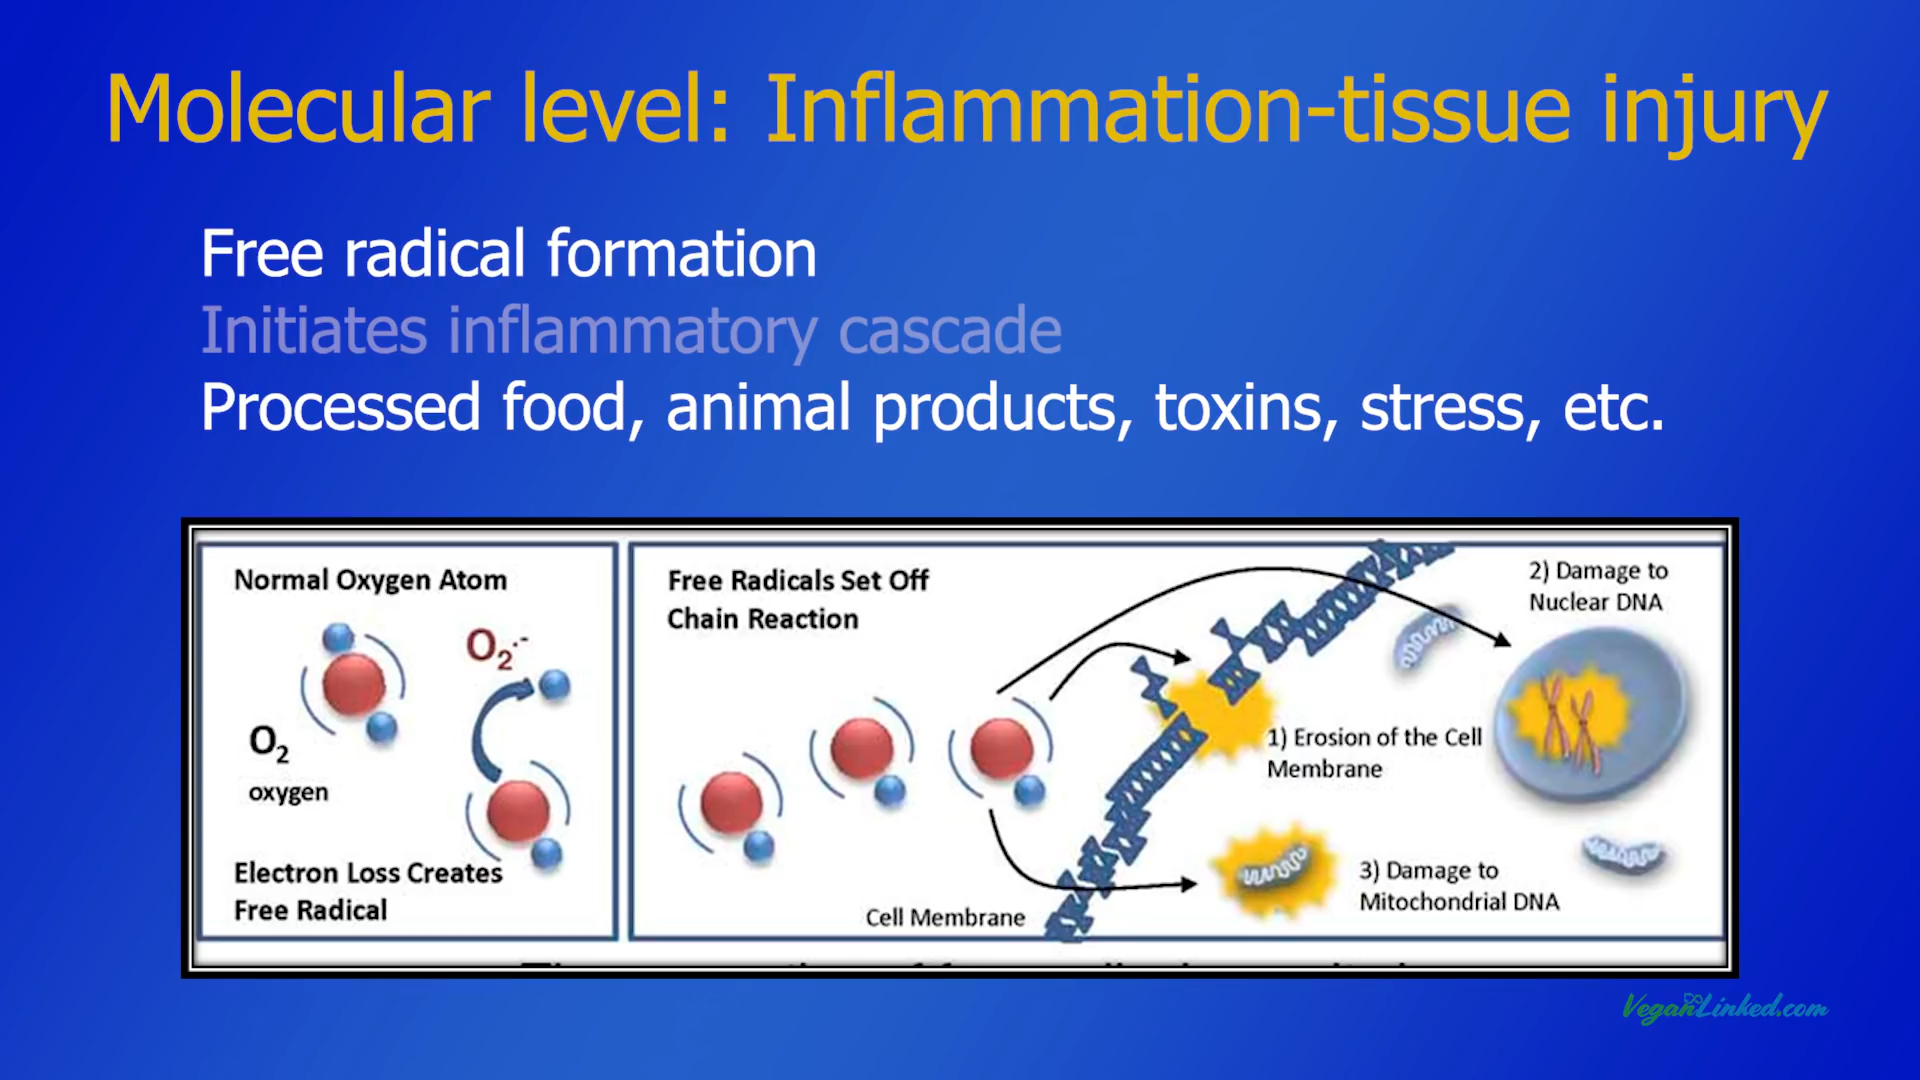 Molecular level: Inflammation-tissue injury
Free radical formation
Initiates inflammatory cascade
Processed food, animal products, toxins, stress, etc.
Normal Oxygen Atom
O₂·-
O₂
oxygen
Electron Loss Creates
Free Radical
Free Radicals Set Off
Chain Reaction
2) Damage to
Nuclear DNA
1) Erosion of the Cell
Membrane
3) Damage to
Mitochondrial DNA
Cell Membrane
VeganLinked.com